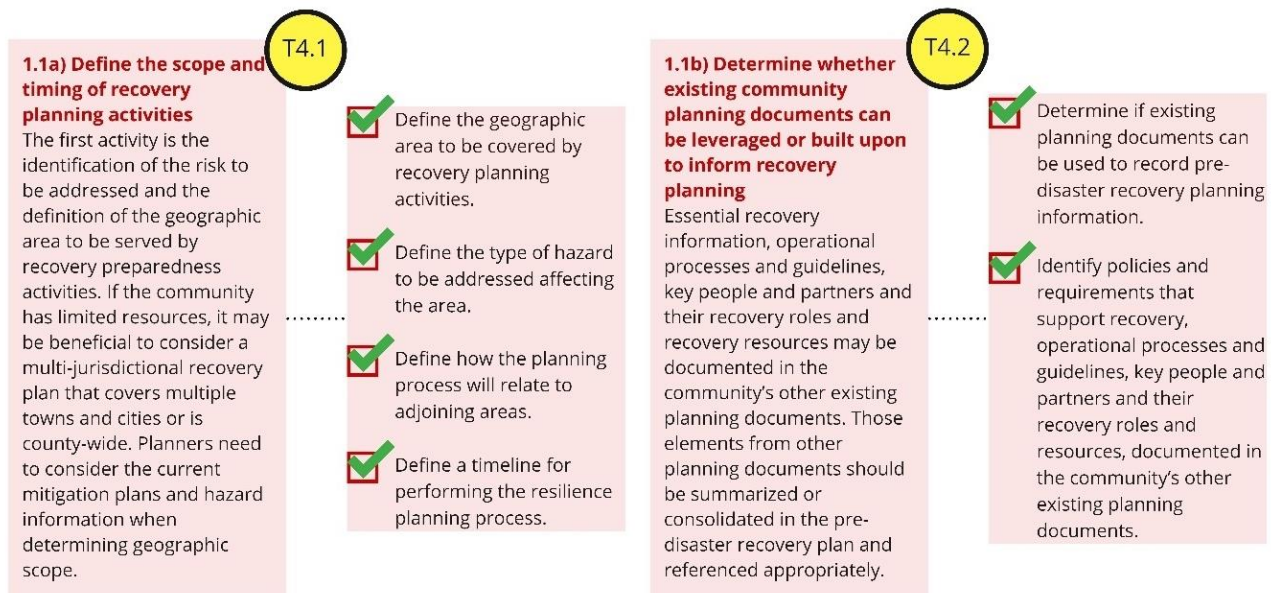 T4.1
1.1a) Define the scope and
timing of recovery
planning activities
The first activity is the
identification of the risk to
be addressed and the
definition of the geographic
area to be served by
recovery preparedness
activities. If the community
has limited resources, it may
be beneficial to consider a
multi-jurisdictional recovery
plan that covers multiple
towns and cities or is
county-wide. Planners need
to consider the current
mitigation plans and hazard
information when
determining geographic
scope.
Define the geographic
area to be covered by
recovery planning
activities.
Define the type of hazard
to be addressed affecting
the area.
Define how the planning
process will relate to
adjoining areas.
Define a timeline for
performing the resilience
planning process.
T4.2
1.1b) Determine whether
existing community
planning documents can
be leveraged or built upon
to inform recovery
planning
Essential recovery
information, operational
processes and guidelines,
key people and partners and
their recovery roles and
recovery resources may be
documented in the
community's other existing
planning documents. Those
elements from other
planning documents should
be summarized or
consolidated in the pre-
disaster recovery plan and
referenced appropriately.
Determine if existing
planning documents can
be used to record pre-
disaster recovery planning
information.
Identify policies and
requirements that
support recovery,
operational processes and
guidelines, key people and
partners and their
recovery roles and
resources, documented in
the community's other
existing planning
documents.